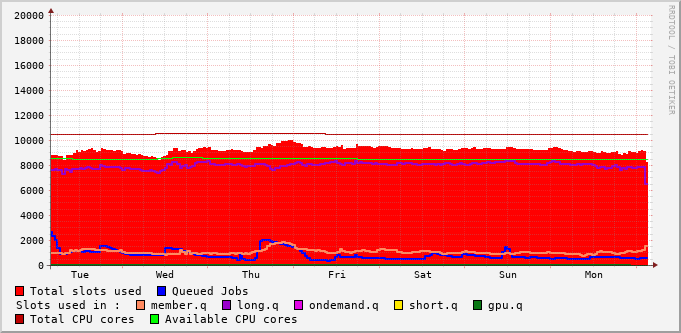 20000
18000
16000
14000
12000
10000
8000
6000
4000
2000
0
Tue Wed Thu Fri Sat Sun Mon
Total slots used Queued Jobs
Slots used in : member.q long.q ondemand.q short.q gpu.q
Total CPU cores Available CPU cores
RRDTOOL / TOBI OETIKER